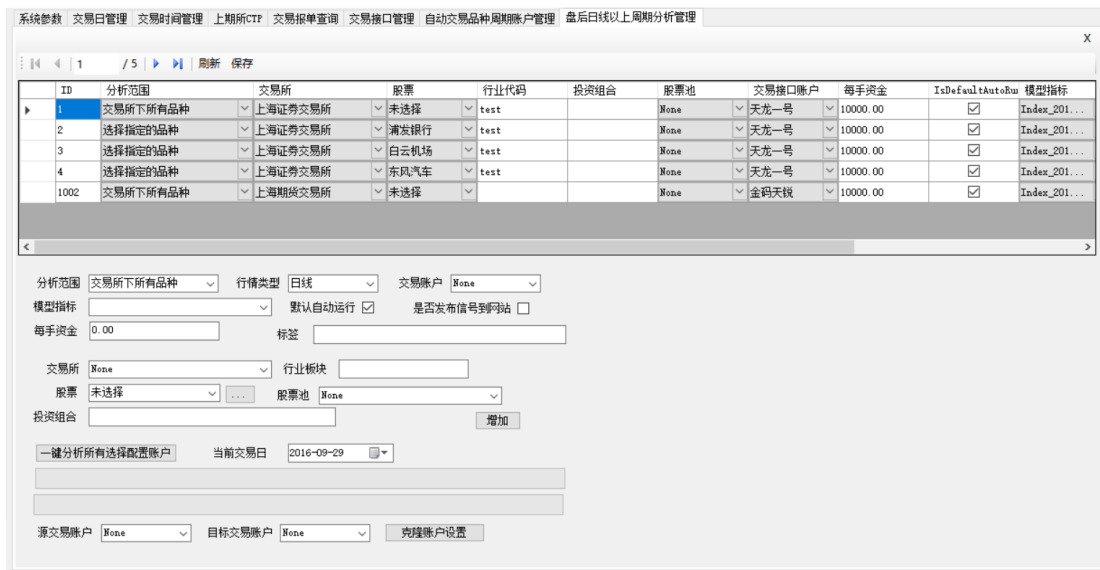 系统参数 交易日管理 交易时间管理 上期所CTP 交易报单查询 交易接口管理 自动交易品种周期账户管理 盘后日线以上周期分析管理
X
1 / 5 刷新 保存
ID 分析范围 交易所 股票 行业代码 投资组合 股票池 交易接口账户 每手资金 IsDefaultAutoRu 模型指标
1 交易所下所有品种 上海证券交易所 未选择 test None 天龙一号 10000.00 Index_201...
2 选择指定的品种 上海证券交易所 浦发银行 test None 天龙一号 10000.00 Index_201...
3 选择指定的品种 上海证券交易所 白云机场 test None 天龙一号 10000.00 Index_201...
4 选择指定的品种 上海证券交易所 东风汽车 test None 天龙一号 10000.00 Index_201...
1002 交易所下所有品种 上海期货交易所 未选择 None 金码天锐 10000.00 Index_201...
分析范围 交易所下所有品种 行情类型 日线 交易账户 None
模型指标 默认自动运行 是否发布信号到网站
每手资金 0.00 标签
交易所 None 行业板块
股票 未选择 ... 股票池 None
投资组合 增加
一键分析所有选择配置账户 当前交易日 2016-09-29
源交易账户 None 目标交易账户 None 克隆账户设置